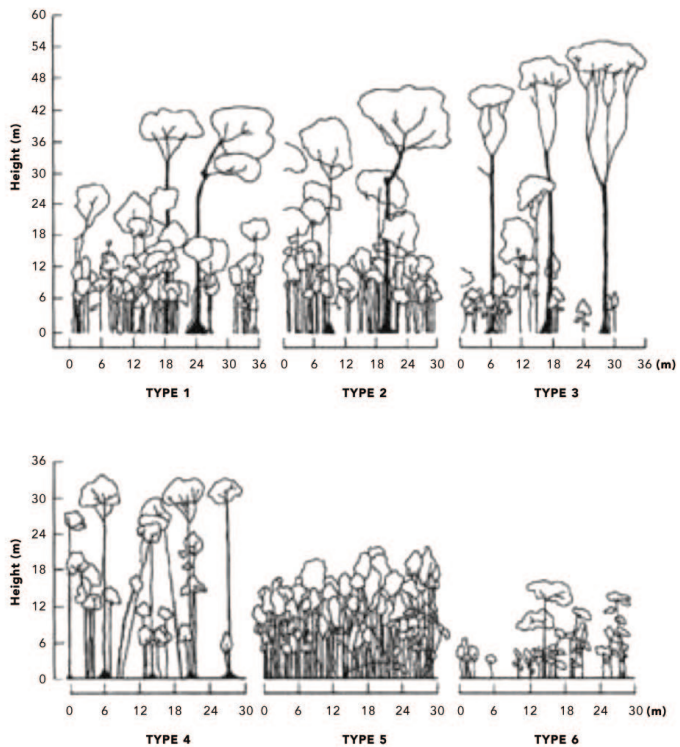 60
54
48
42
36
30
24
18
12
6
0
Height (m)
0 6 12 18 24 30 36
0 6 12 18 24 30
0 6 12 18 24 30 36 (m)
TYPE 1
TYPE 2
TYPE 3
36
30
24
18
12
6
0
Height (m)
0 6 12 18 24 30
0 6 12 18 24 30
0 6 12 18 24 30 (m)
TYPE 4
TYPE 5
TYPE 6